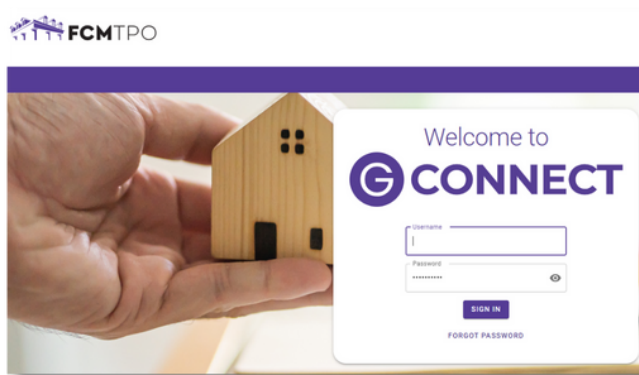 FCMTPO
Welcome to
G CONNECT
Username
Password
SIGN IN
FORGOT PASSWORD